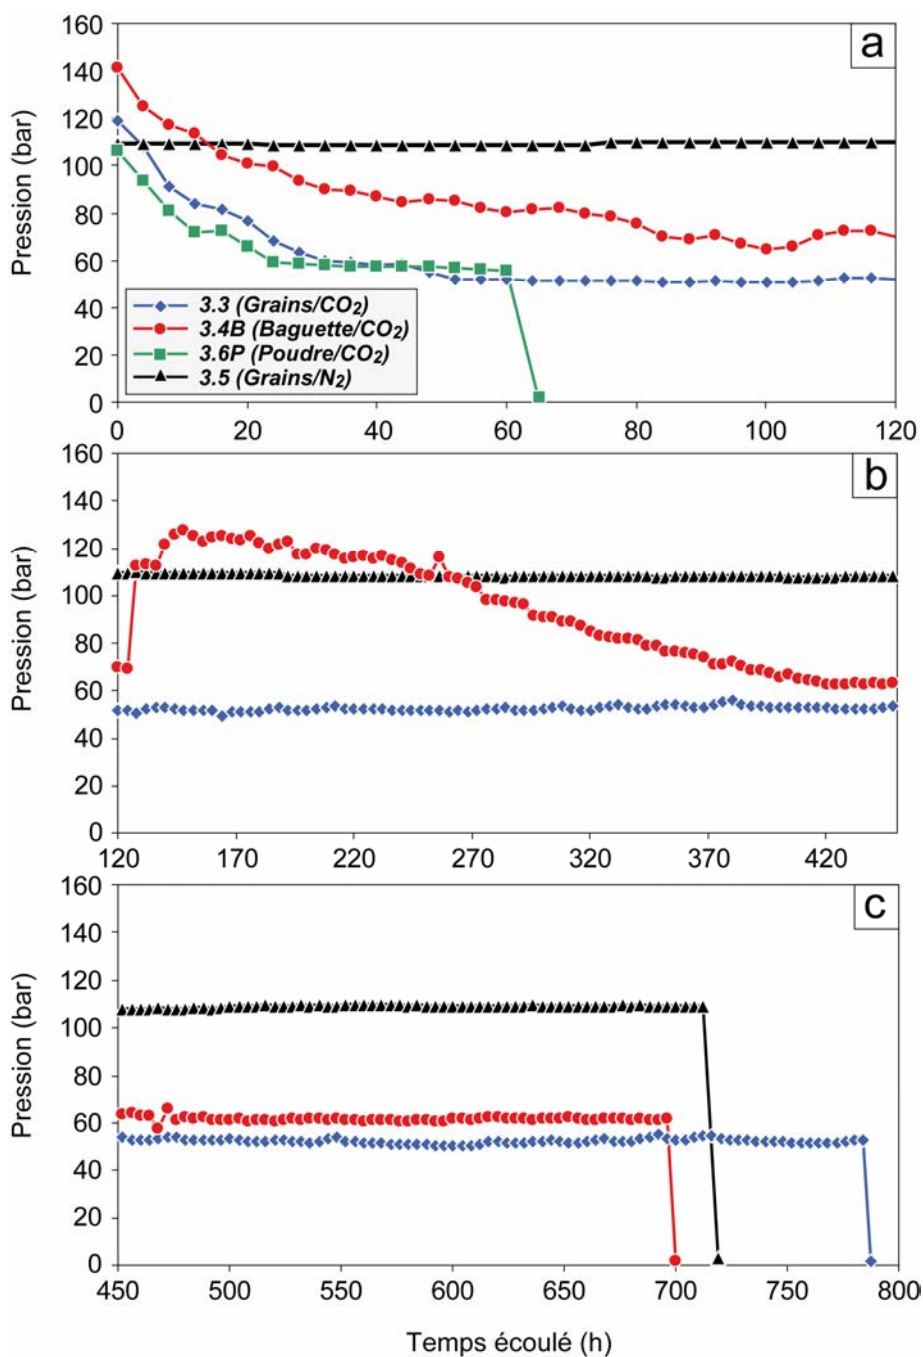 160
140
120
100
80
60
40
20
0
Pression (bar)
a
3.3 (Grains/CO2)
3.4B (Baguette/CO2)
3.6P (Poudre/CO2)
3.5 (Grains/N2)
0 20 40 60 80 100 120
160
140
120
100
80
60
40
20
0
Pression (bar)
b
120 170 220 270 320 370 420
160
140
120
100
80
60
40
20
0
Pression (bar)
c
450 500 550 600 650 700 750 800
Temps écoulé (h)